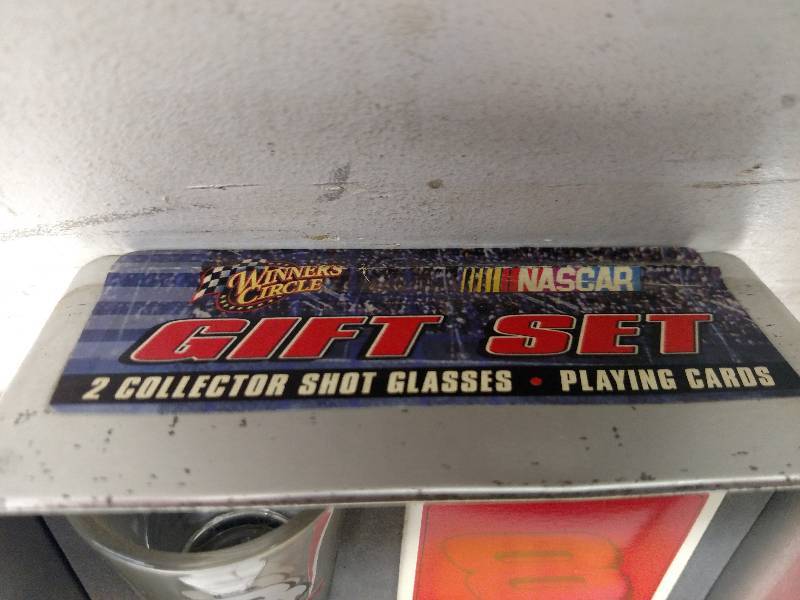 WINNER'S CIRCLE
NASCAR
GIFT SET
2 COLLECTOR SHOT GLASSES • PLAYING CARDS
8